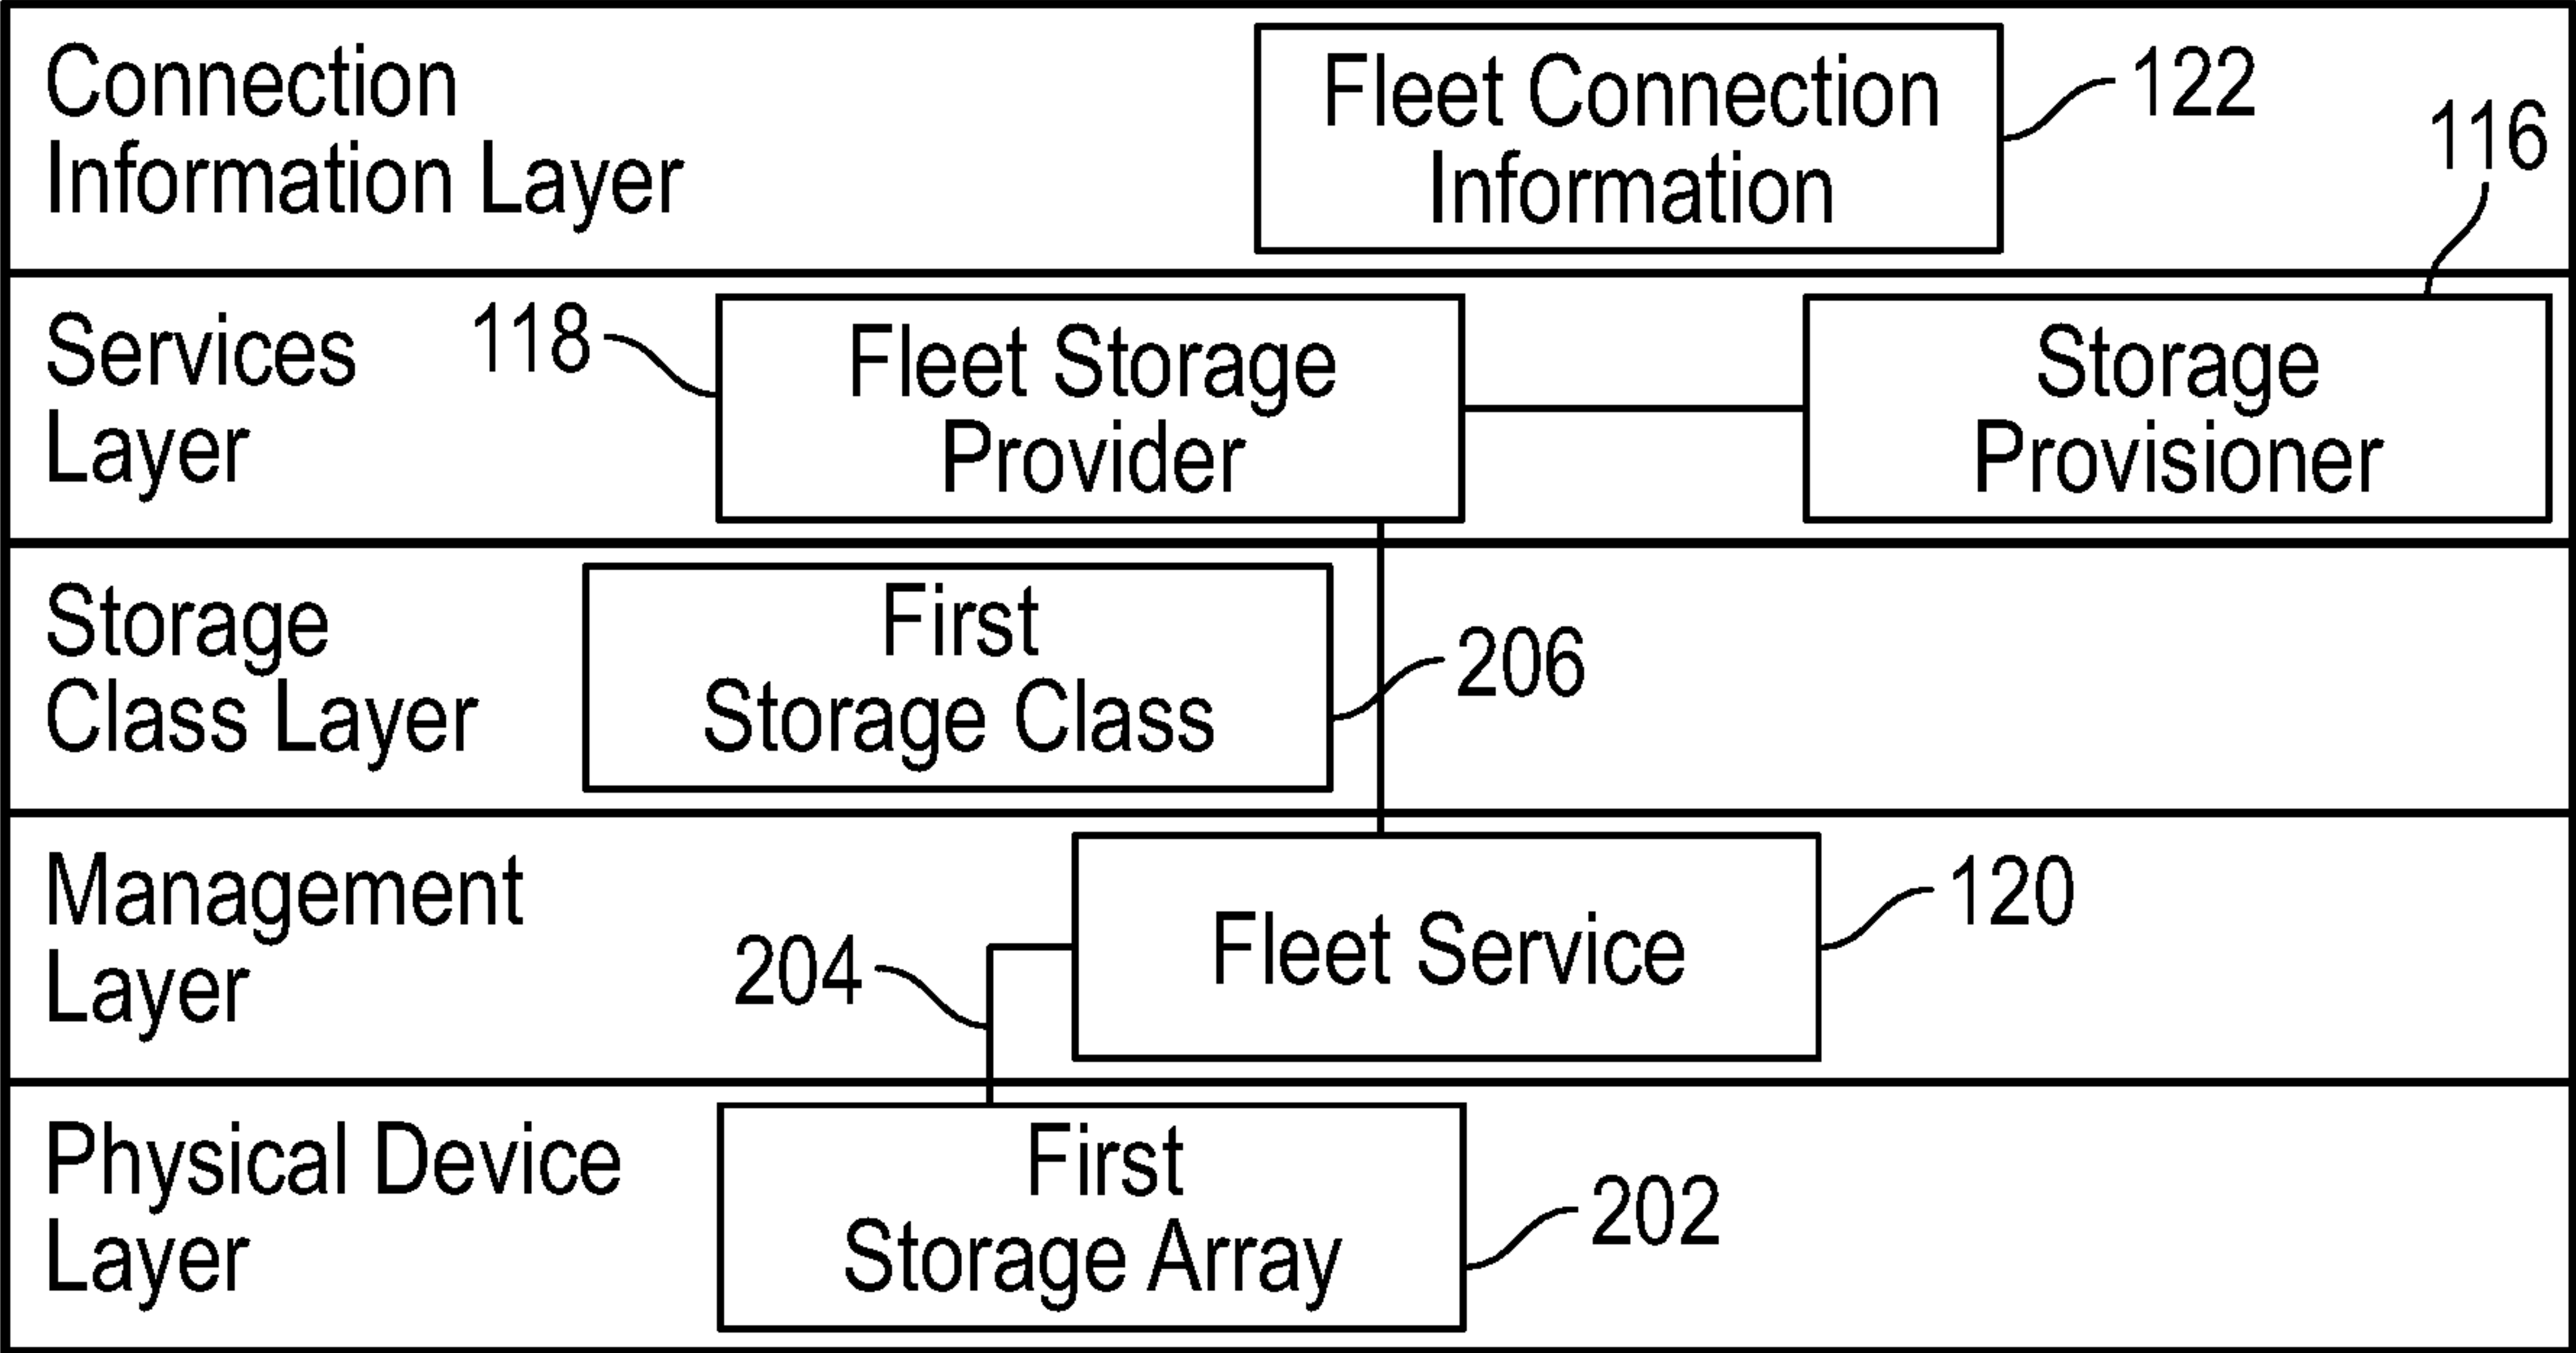 Connection
Information Layer
Fleet Connection
Information
122
116
Services
Layer
118
Fleet Storage
Provider
Storage
Provisioner
Storage
Class Layer
First
Storage Class
206
Management
Layer
204
Fleet Service
120
Physical Device
Layer
First
Storage Array
202